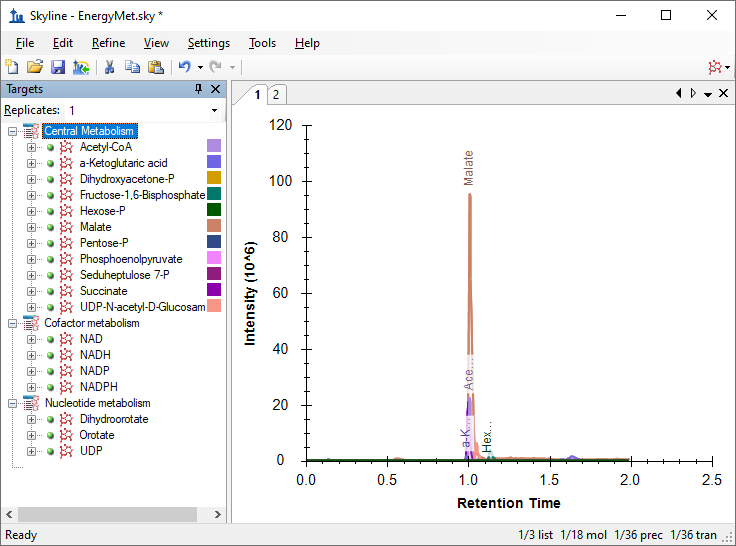 Skyline - EnergyMet.sky *
File Edit Refine View Settings Tools Help
Targets
Replicates: 1
Central Metabolism
Acetyl-CoA
a-Ketoglutaric acid
Dihydroxyacetone-P
Fructose-1,6-Bisphosphate
Hexose-P
Malate
Pentose-P
Phosphoenolpyruvate
Seduheptulose 7-P
Succinate
UDP-N-acetyl-D-Glucosam
Cofactor metabolism
NAD
NADH
NADP
NADPH
Nucleotide metabolism
Dihydroorotate
Orotate
UDP
1 2
Intensity (10^6)
120
100
80
60
40
20
0
Malate
Ace...
a-K...
Hex...
0.0 0.5 1.0 1.5 2.0 2.5
Retention Time
Ready 1/3 list 1/18 mol 1/36 prec 1/36 tran